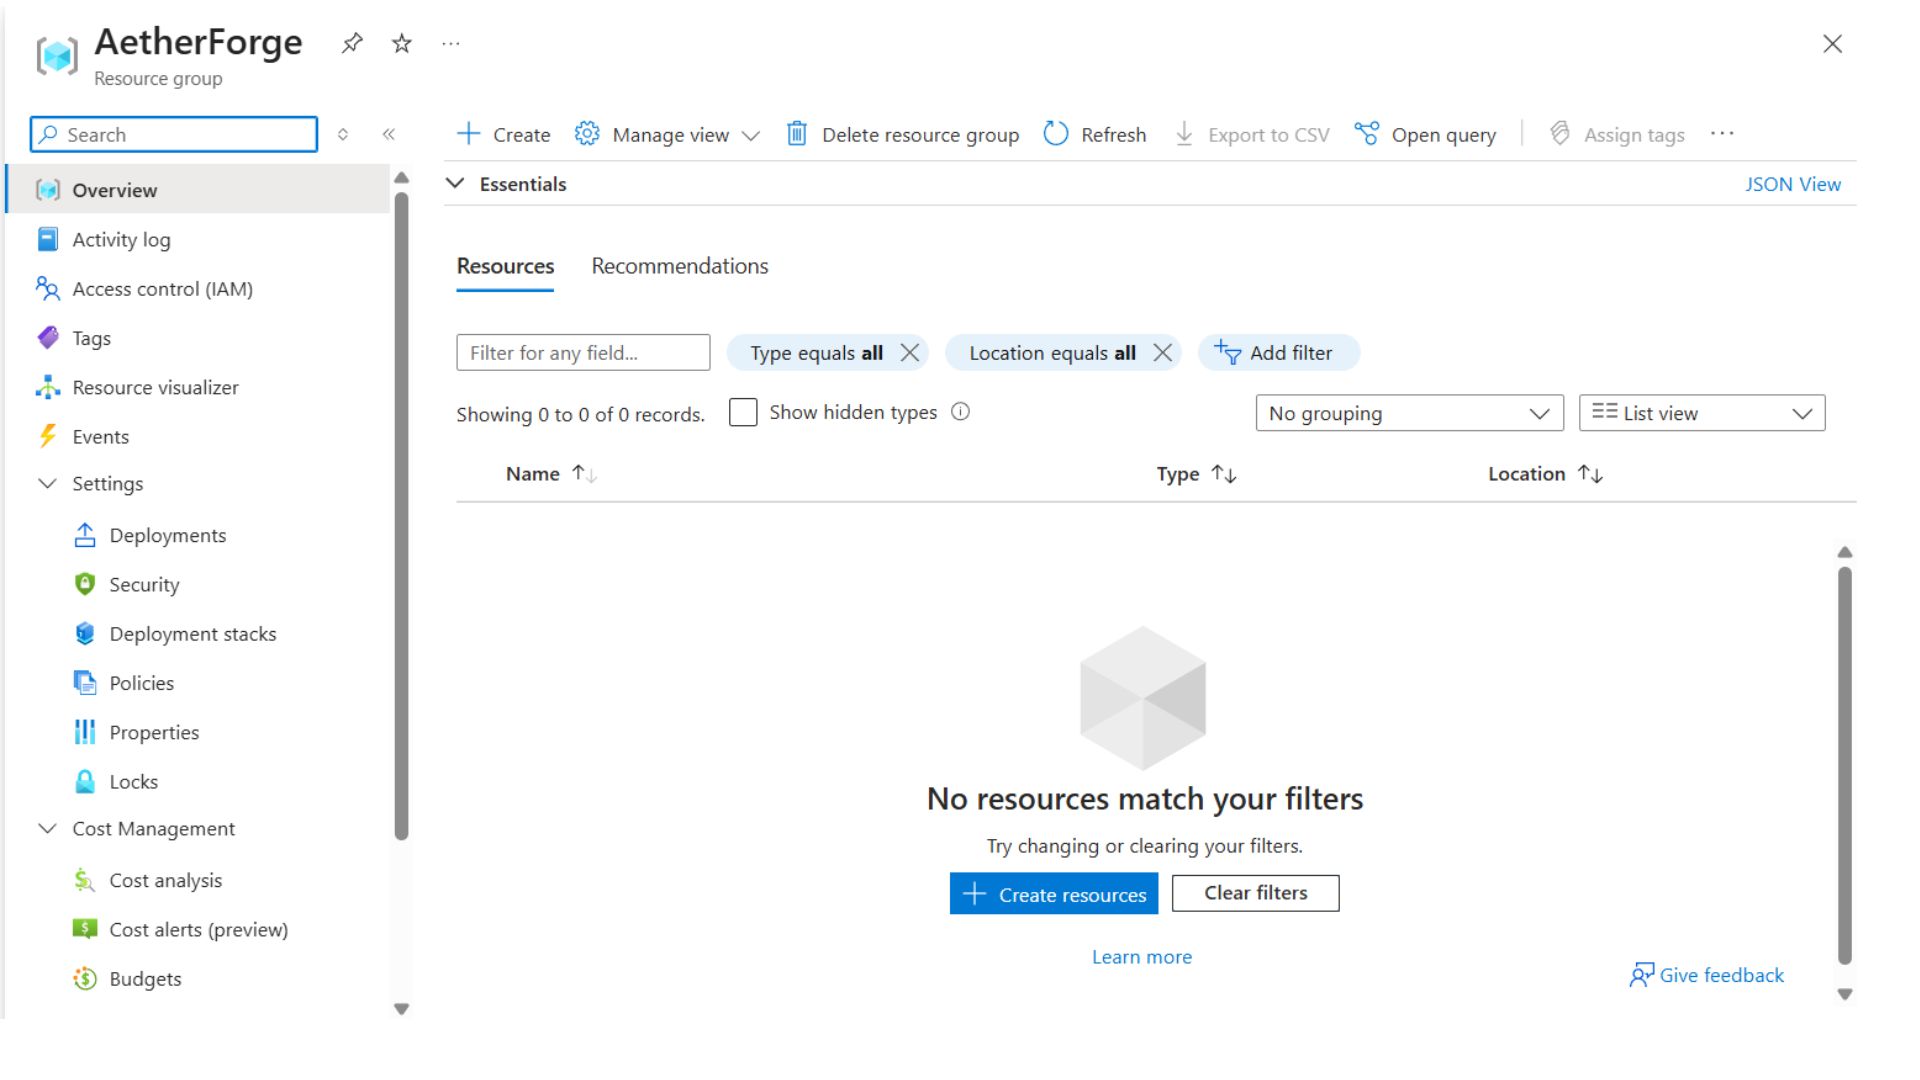 AetherForge
Resource group
Search
Create
Manage view
Delete resource group
Refresh
Export to CSV
Open query
Assign tags
Overview
Activity log
Access control (IAM)
Tags
Resource visualizer
Events
Settings
Deployments
Security
Deployment stacks
Policies
Properties
Locks
Cost Management
Cost analysis
Cost alerts (preview)
Budgets
Essentials
JSON View
Resources
Recommendations
Filter for any field...
Type equals all
Location equals all
Add filter
Showing 0 to 0 of 0 records.
Show hidden types
No grouping
List view
Name
Type
Location
No resources match your filters
Try changing or clearing your filters.
Create resources
Clear filters
Learn more
Give feedback